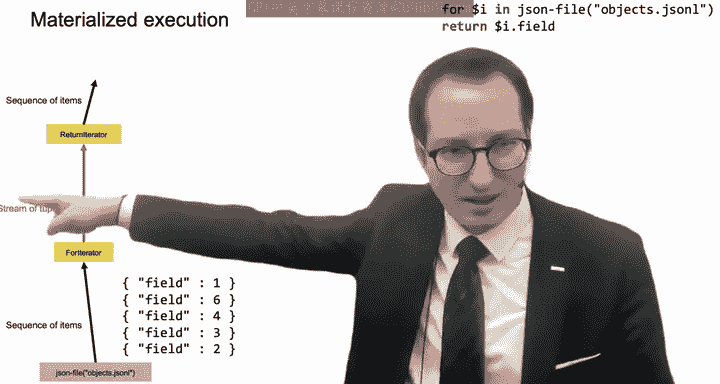 Materialized execution
for $i in json-file("objects.jsonl")
return $i.field
Sequence of items
ReturnIterator
Stream of
ForIterator
{ "field" : 1 }
{ "field" : 6 }
{ "field" : 4 }
{ "field" : 3 }
{ "field" : 2 }
Sequence of items
json-file("objects.jsonl")